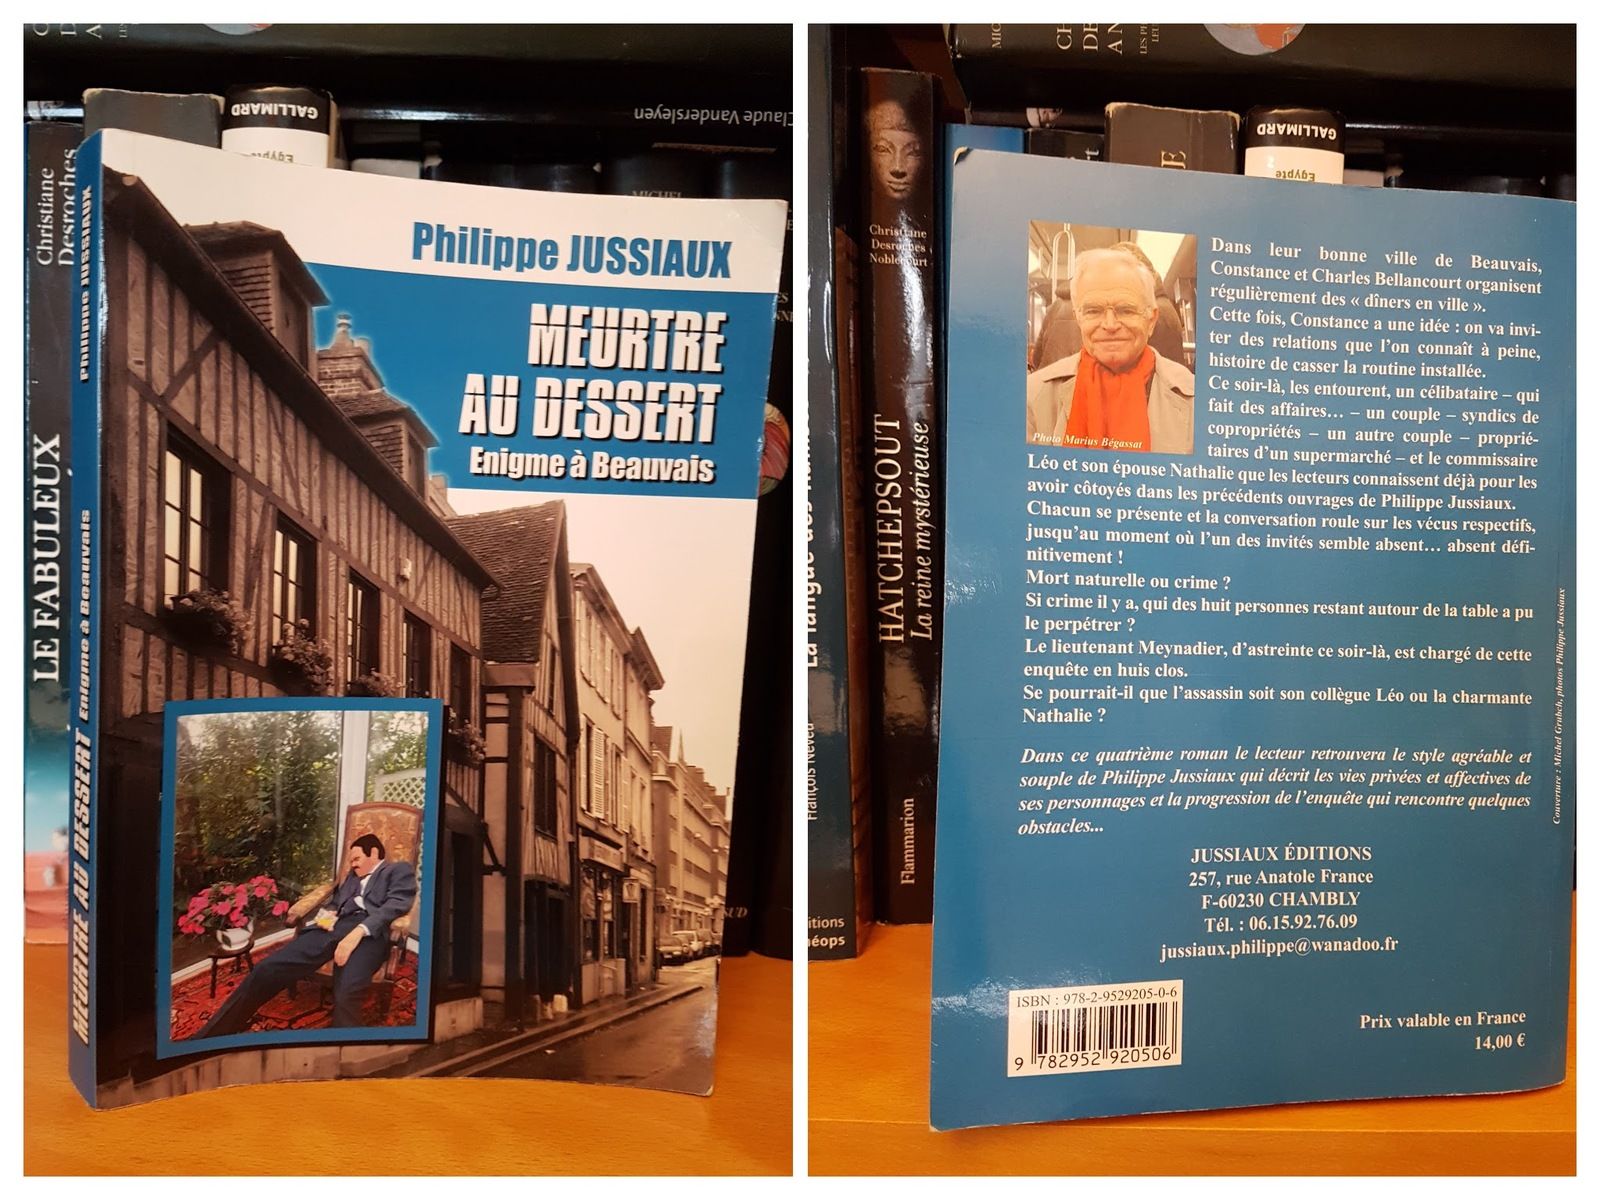 Philippe JUSSIAUX
MEURTRE
AU DESSERT
Enigme à Beauvais
Philippe JUSSIAUX
MEURTRE AU DESSERT Enigme à Beauvais
Christiane
Desroches
LE FABULEUX
GALLIMARD
Egypte
Claude Vandersleyen
MICHEL
Dans leur bonne ville de Beauvais,
Constance et Charles Bellancourt organisent
régulièrement des « dîners en ville ».
Cette fois, Constance a une idée : on va invi-
ter des relations que l’on connaît à peine,
histoire de casser la routine installée.
Ce soir-là, les entourent, un célibataire – qui
fait des affaires… – un couple – syndics de
copropriétés – un autre couple – proprié-
taires d’un supermarché – et le commissaire
Léo et son épouse Nathalie que les lecteurs connaissent déjà pour les
avoir côtoyés dans les précédents ouvrages de Philippe Jussiaux.
Chacun se présente et la conversation roule sur les vécus respectifs,
jusqu’au moment où l’un des invités semble absent… absent défi-
nitivement !
Mort naturelle ou crime ?
Si crime il y a, qui des huit personnes restant autour de la table a pu
le perpétrer ?
Le lieutenant Meynadier, d’astreinte ce soir-là, est chargé de cette
enquête en huis clos.
Se pourrait-il que l’assassin soit son collègue Léo ou la charmante
Nathalie ?
Dans ce quatrième roman le lecteur retrouvera le style agréable et
souple de Philippe Jussiaux qui décrit les vies privées et affectives de
ses personnages et la progression de l’enquête qui rencontre quelques
obstacles...
JUSSIAUX ÉDITIONS
257, rue Anatole France
F-60230 CHAMBLY
Tél. : 06.15.92.76.09
jussiaux.philippe@wanadoo.fr
ISBN : 978-2-9529205-0-6
9 782952 920506
Prix valable en France
14,00 €
Photo Marius Bégassat
Couverture : Michel Grubch, photos Philippe Jussiaux
Christiane
Desroches
Noblecourt
HATCHEPSOUT
La reine mystérieuse
Flammarion
François Neveu
GALLIMARD
Egypte